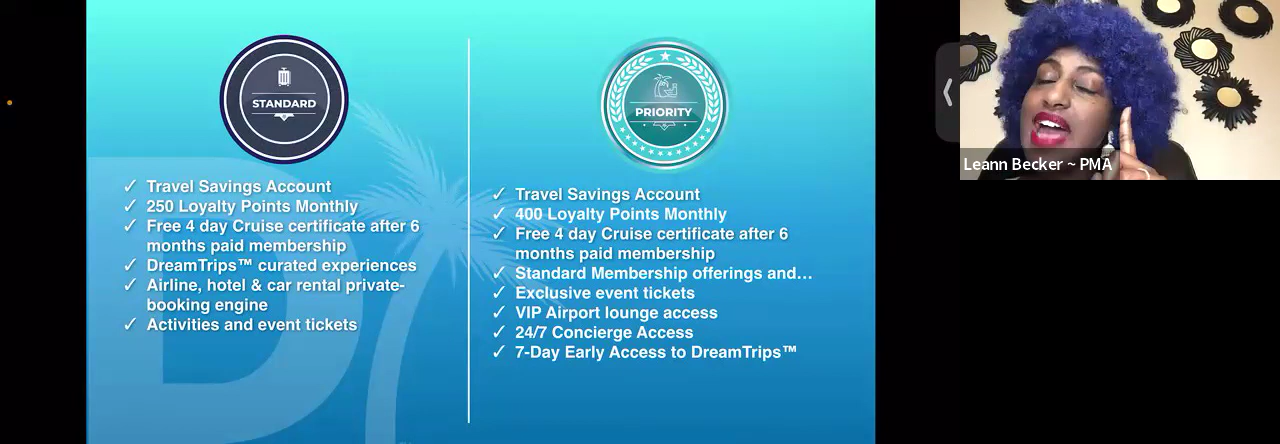 STANDARD
✓ Travel Savings Account
✓ 250 Loyalty Points Monthly
✓ Free 4 day Cruise certificate after 6
months paid membership
✓ DreamTrips™ curated experiences
✓ Airline, hotel & car rental private-
booking engine
✓ Activities and event tickets
PRIORITY
✓ Travel Savings Account
✓ 400 Loyalty Points Monthly
✓ Free 4 day Cruise certificate after 6
months paid membership
✓ Standard Membership offerings and…
✓ Exclusive event tickets
✓ VIP Airport lounge access
✓ 24/7 Concierge Access
✓ 7-Day Early Access to DreamTrips™
Leann Becker ~ PMA